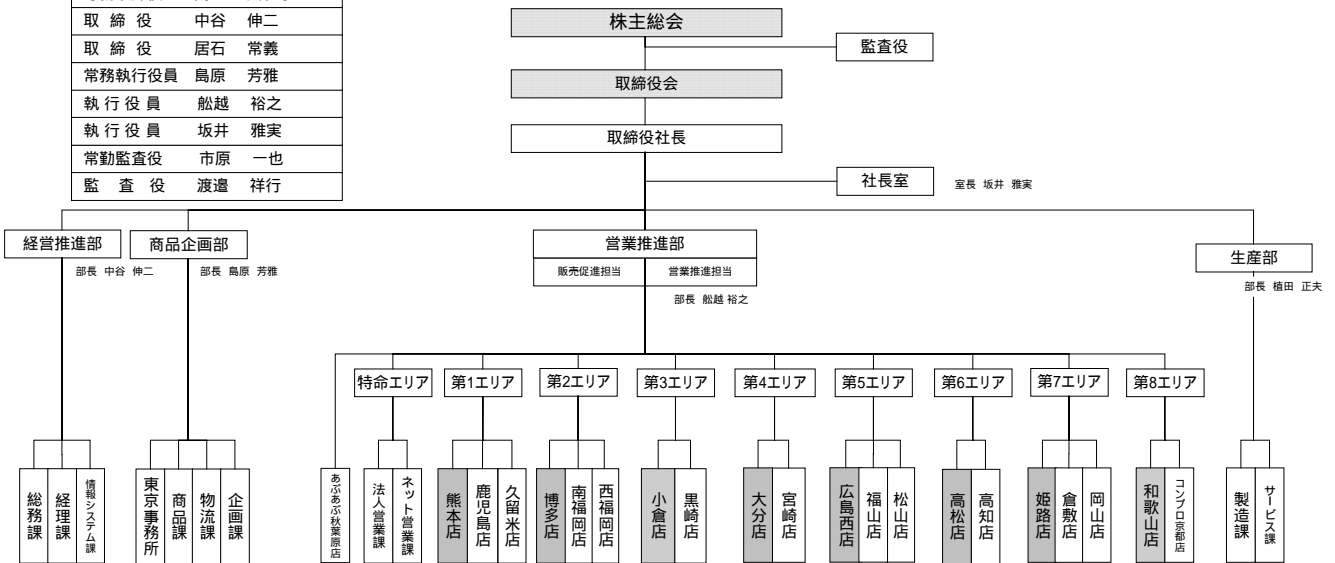 取締役 中谷 伸二
取締役 居石 常義
常務執行役員 島原 芳雅
執行役員 舩越 裕之
執行役員 坂井 雅実
常勤監査役 市原 一也
監査役 渡邉 祥行
株主総会
監査役
取締役会
取締役社長
社長室 室長 坂井 雅実
経営推進部
部長 中谷 伸二
商品企画部
部長 島原 芳雅
営業推進部
販売促進担当 営業推進担当
部長 舩越 裕之
生産部
部長 植田 正夫
特命エリア 第1エリア 第2エリア 第3エリア 第4エリア 第5エリア 第6エリア 第7エリア 第8エリア
総務課
経理課
情報システム課
東京事務所
商品課
物流課
企画課
あぷあぷ秋葉原店
法人営業課
ネット営業課
熊本店
鹿児島店
久留米店
博多店
南福岡店
西福岡店
小倉店
黒崎店
大分店
宮崎店
広島西店
福山店
松山店
高松店
高知店
姫路店
倉敷店
岡山店
和歌山店
コンプロ京都店
製造課
サービス課